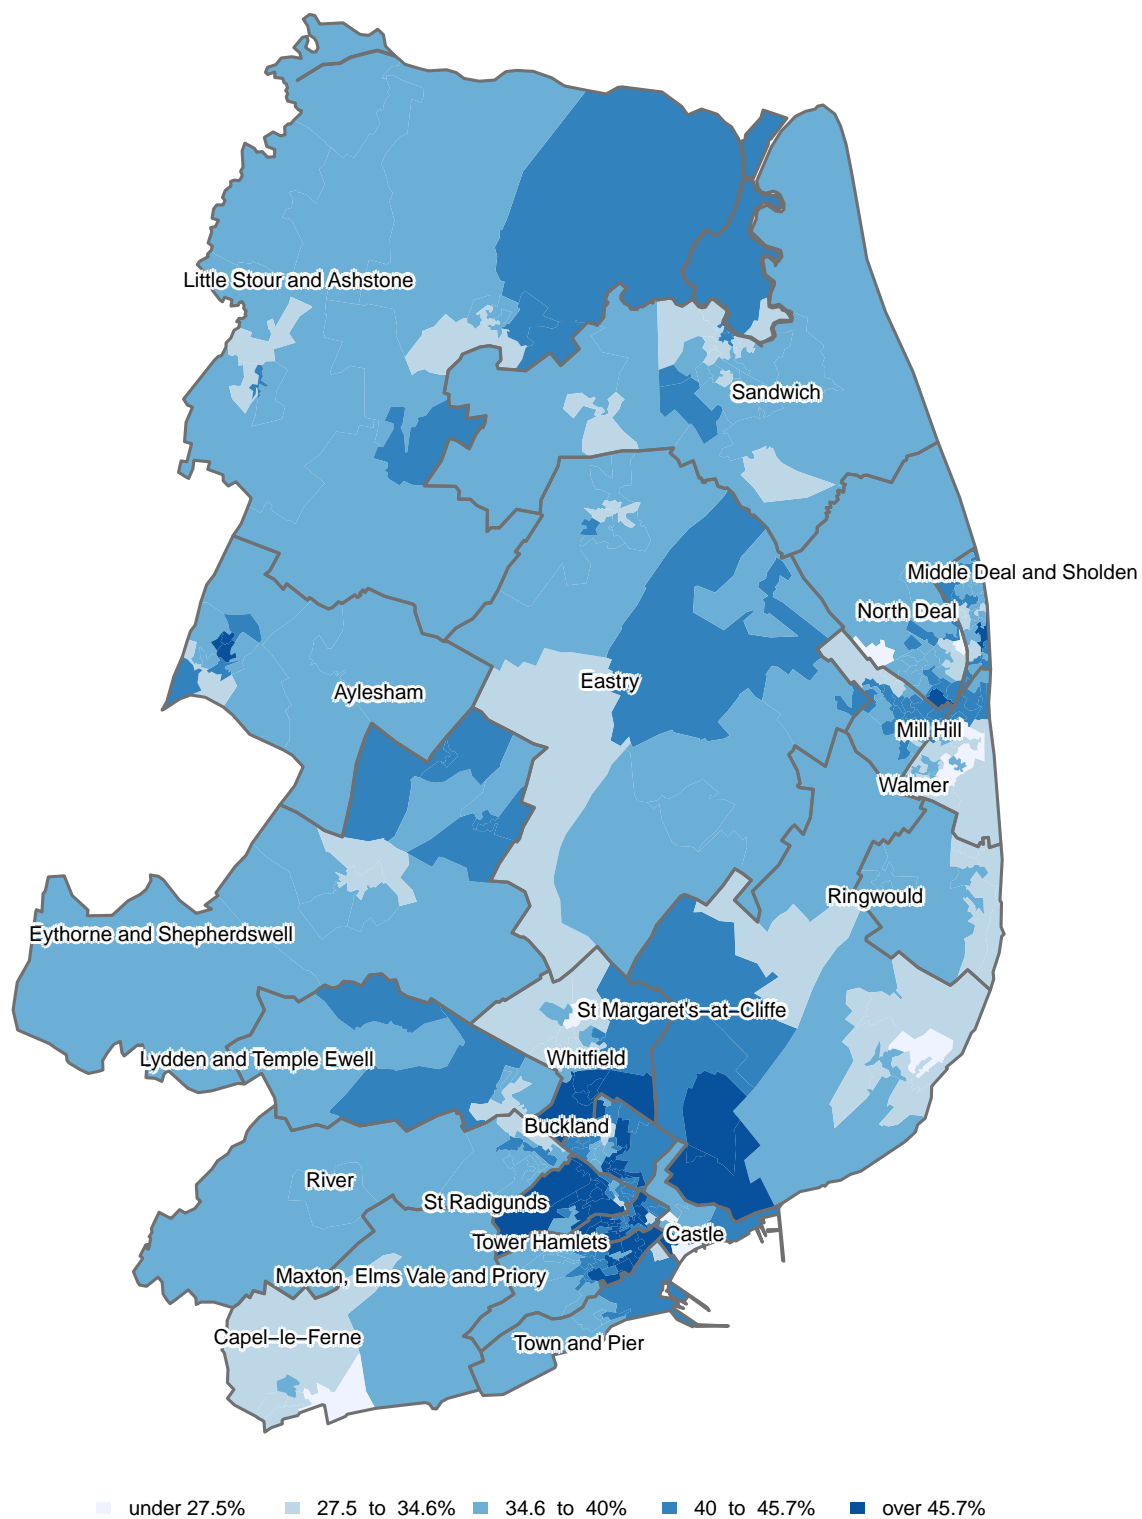 Little Stour and Ashstone
Sandwich
Middle Deal and Sholden
North Deal
Eastry
Aylesham
Mill Hill
Walmer
Ringwould
Eythorne and Shepherdswell
St Margaret's−at−Cliffe
Lydden and Temple Ewell
Whitfield
Buckland
River
St Radigunds
Castle
Tower Hamlets
Maxton, Elms Vale and Priory
Capel−le−Ferne
Town and Pier
under 27.5% 27.5 to 34.6% 34.6 to 40% 40 to 45.7% over 45.7%